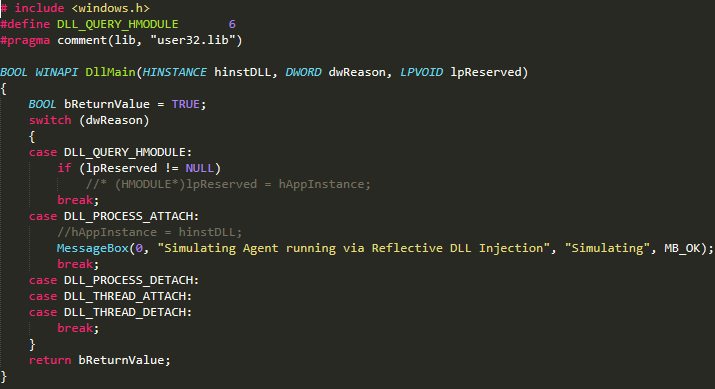 # include <windows.h>
#define DLL_QUERY_HMODULE 6
#pragma comment(lib, "user32.lib")
BOOL WINAPI DllMain(HINSTANCE hinstDLL, DWORD dwReason, LPVOID lpReserved)
{
BOOL bReturnValue = TRUE;
switch (dwReason)
{
case DLL_QUERY_HMODULE:
if (lpReserved != NULL)
//* (HMODULE*)lpReserved = hAppInstance;
break;
case DLL_PROCESS_ATTACH:
//hAppInstance = hinstDLL;
MessageBox(0, "Simulating Agent running via Reflective DLL Injection", "Simulating", MB_OK);
break;
case DLL_PROCESS_DETACH:
case DLL_THREAD_ATTACH:
case DLL_THREAD_DETACH:
break;
}
return bReturnValue;
}